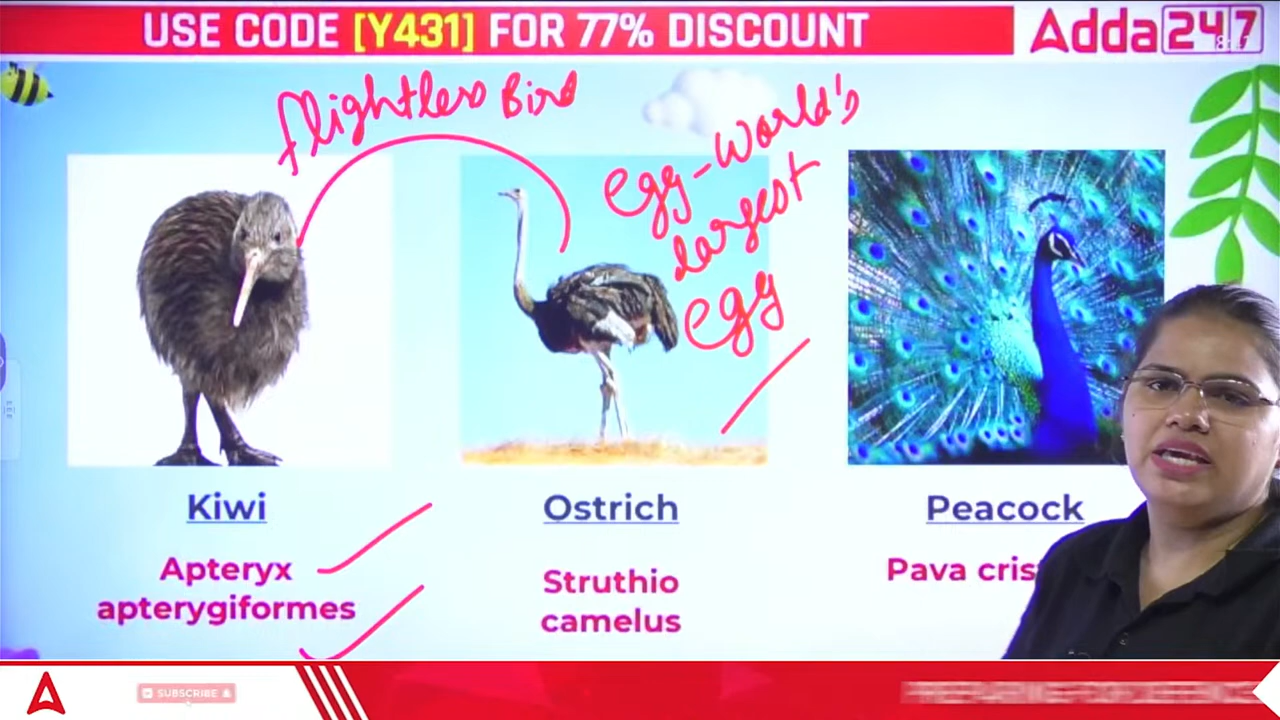 USE CODE [Y431] FOR 77% DISCOUNT
Adda247
flightless Bird
Egg-World's
largest
egg
Kiwi
Ostrich
Peacock
Apteryx
apterygiformes
Struthio
camelus
Pava cris
SUBSCRIBE